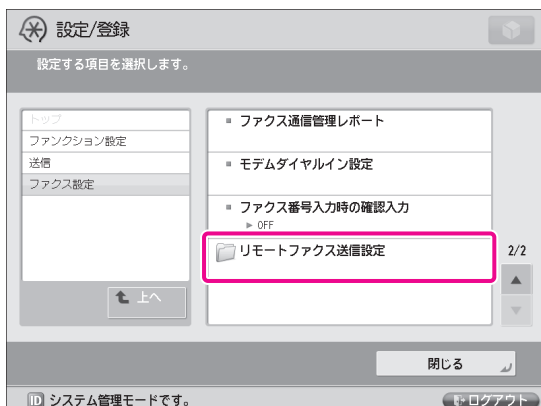 設定/登録
設定する項目を選択します。
トップ
ファンクション設定
送信
ファクス設定
上へ
ファクス通信管理レポート
モデムダイヤルイン設定
ファクス番号入力時の確認入力
▶ OFF
リモートファクス送信設定
2/2
閉じる
ID システム管理モードです。
ログアウト